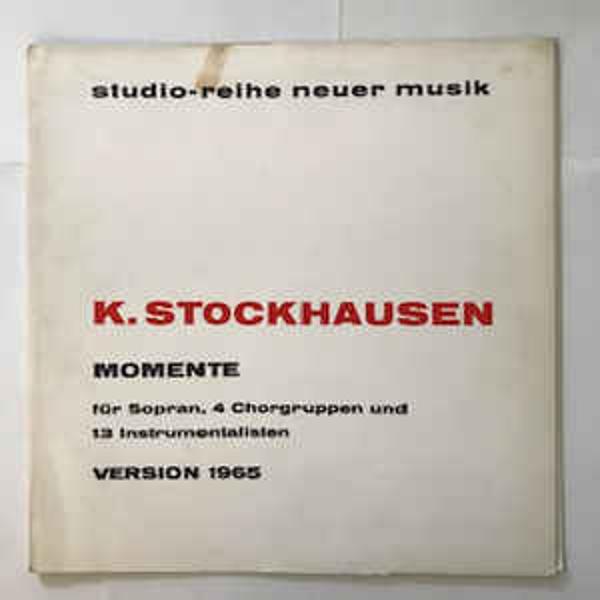 studio-reihe neuer musik
K. STOCKHAUSEN
MOMENTE
für Sopran, 4 Chorgruppen und
13 Instrumentalisten
VERSION 1965